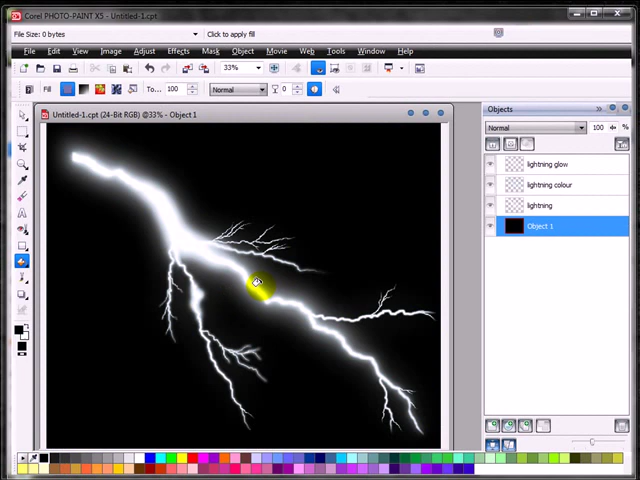 Corel PHOTO-PAINT X5 - Untitled-1.cpt
File Size: 0 bytes
Click to apply fill
File Edit View Image Adjust Effects Mask Object Movie Web Tools Window Help
33%
Fill To... 100 Normal 0
Untitled-1.cpt (24-Bit RGB) @33% - Object 1
Objects
Normal 100 %
lightning glow
lightning colour
lightning
Object 1